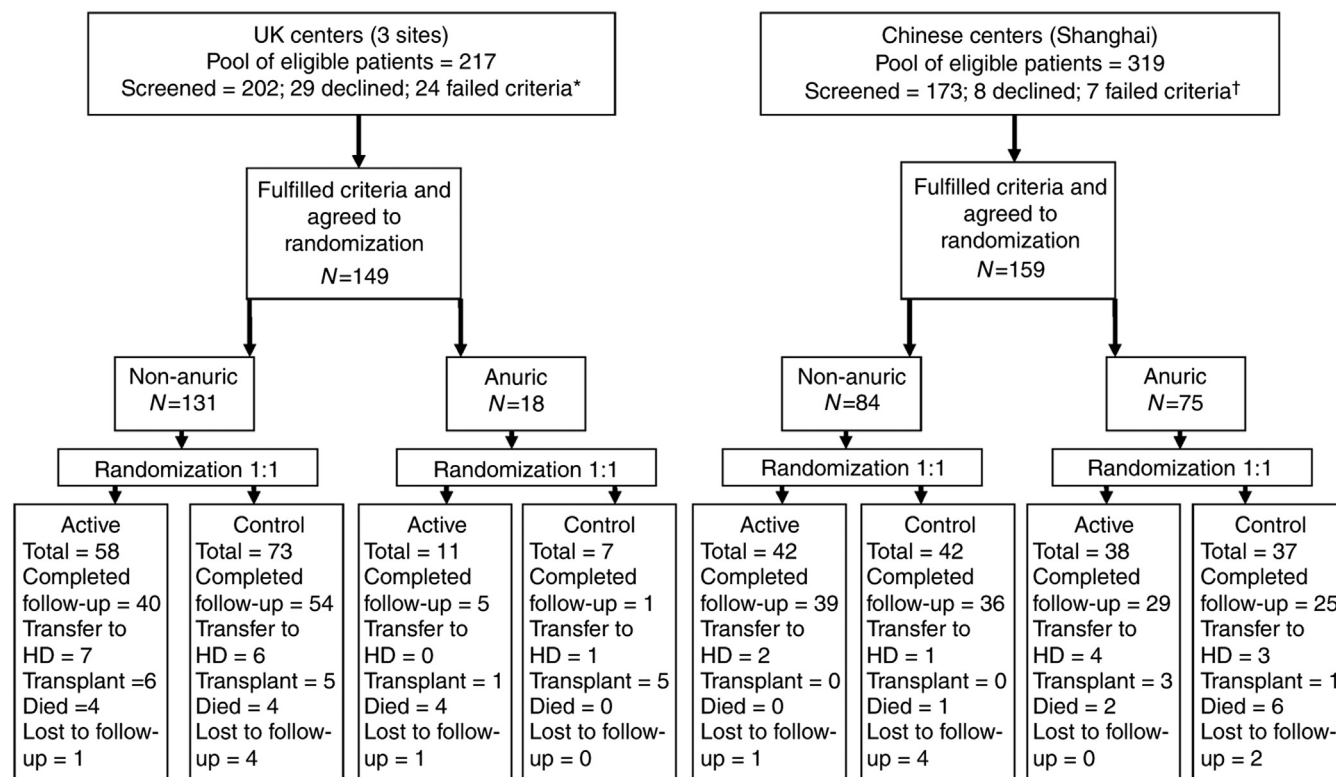 UK centers (3 sites)
Pool of eligible patients = 217
Screened = 202; 29 declined; 24 failed criteria*
Chinese centers (Shanghai)
Pool of eligible patients = 319
Screened = 173; 8 declined; 7 failed criteria†
Fulfilled criteria and
agreed to
randomization
N=149
Fulfilled criteria and
agreed to
randomization
N=159
Non-anuric
N=131
Anuric
N=18
Non-anuric
N=84
Anuric
N=75
Randomization 1:1
Randomization 1:1
Randomization 1:1
Randomization 1:1
Active
Total = 58
Completed
follow-up = 40
Transfer to
HD = 7
Transplant =6
Died =4
Lost to follow-
up = 1
Control
Total = 73
Completed
follow-up = 54
Transfer to
HD = 6
Transplant = 5
Died = 4
Lost to follow-
up = 4
Active
Total = 11
Completed
follow-up = 5
Transfer to
HD = 0
Transplant = 1
Died = 4
Lost to follow-
up = 1
Control
Total = 7
Completed
follow-up = 1
Transfer to
HD = 1
Transplant = 5
Died = 0
Lost to follow-
up = 0
Active
Total = 42
Completed
follow-up = 39
Transfer to
HD = 2
Transplant = 0
Died = 0
Lost to follow-
up = 1
Control
Total = 42
Completed
follow-up = 36
Transfer to
HD = 1
Transplant = 0
Died = 1
Lost to follow-
up = 4
Active
Total = 38
Completed
follow-up = 29
Transfer to
HD = 4
Transplant = 3
Died = 2
Lost to follow-
up = 0
Control
Total = 37
Completed
follow-up = 25
Transfer to
HD = 3
Transplant = 1
Died = 6
Lost to follow-
up = 2